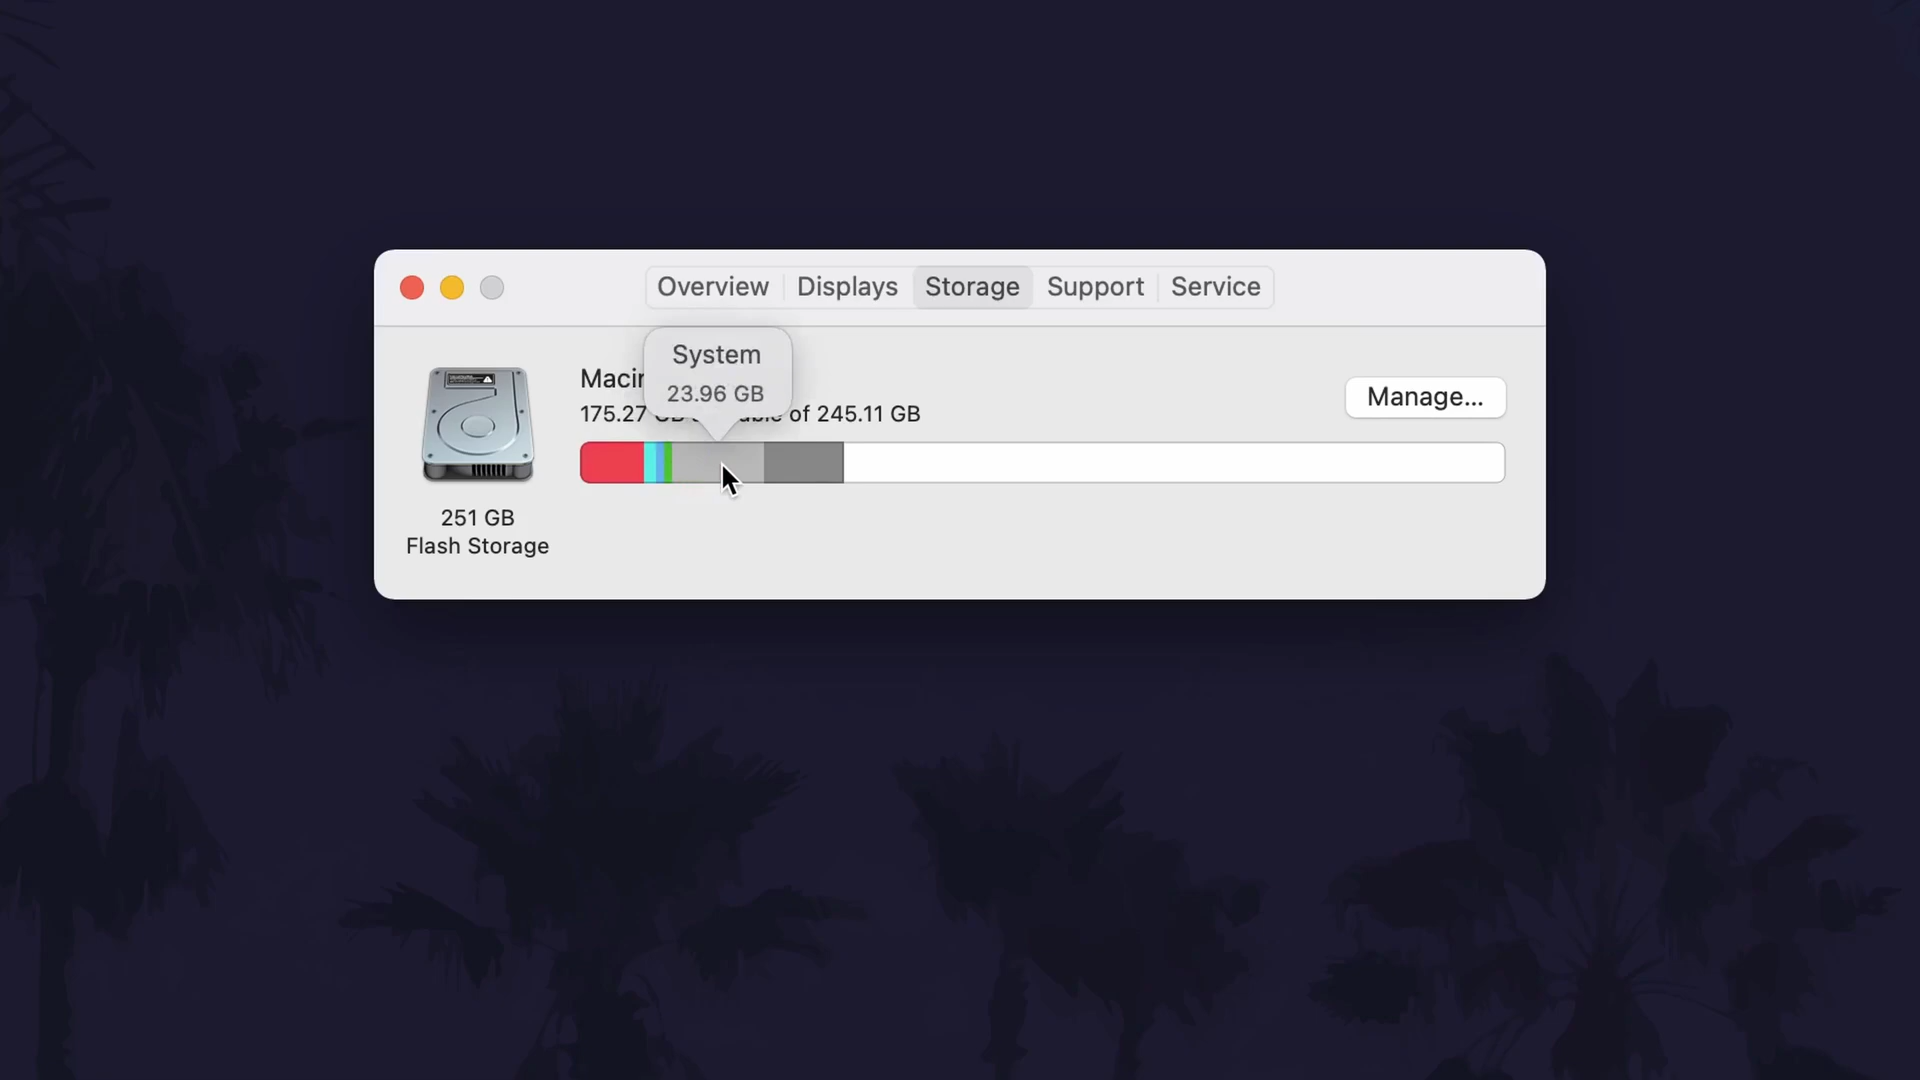 Overview
Displays
Storage
Support
Service
System
23.96 GB
175.27 of 245.11 GB
Manage...
251 GB
Flash Storage